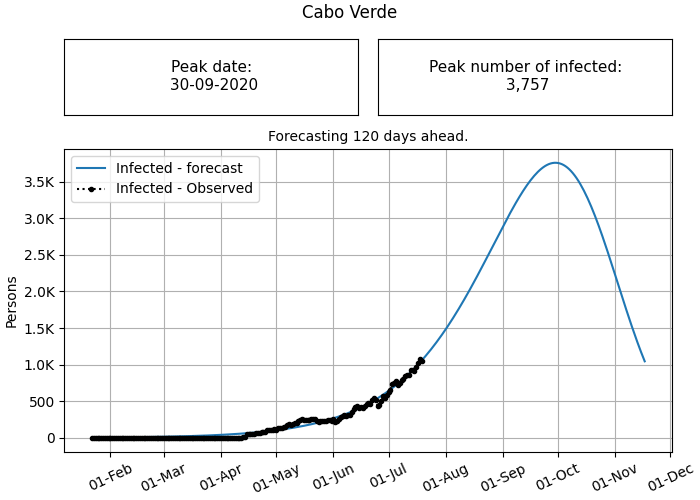 Cabo Verde
Peak date:
30-09-2020
Peak number of infected:
3,757
Forecasting 120 days ahead.
Infected - forecast
Infected - Observed
Persons
3.5K
3.0K
2.5K
2.0K
1.5K
1.0K
500
0
01-Feb
01-Mar
01-Apr
01-May
01-Jun
01-Jul
01-Aug
01-Sep
01-Oct
01-Nov
01-Dec